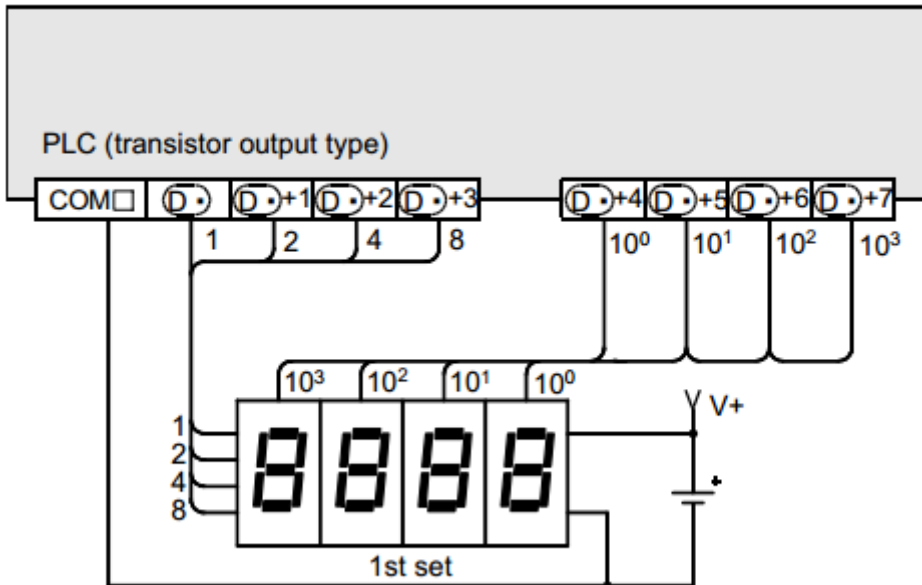 PLC (transistor output type)
COM□ D· D·+1 D·+2 D·+3 D·+4 D·+5 D·+6 D·+7
1 2 4 8 10⁰ 10¹ 10² 10³
10³ 10² 10¹ 10⁰
V+
1
2
4
8
8888
+
1st set